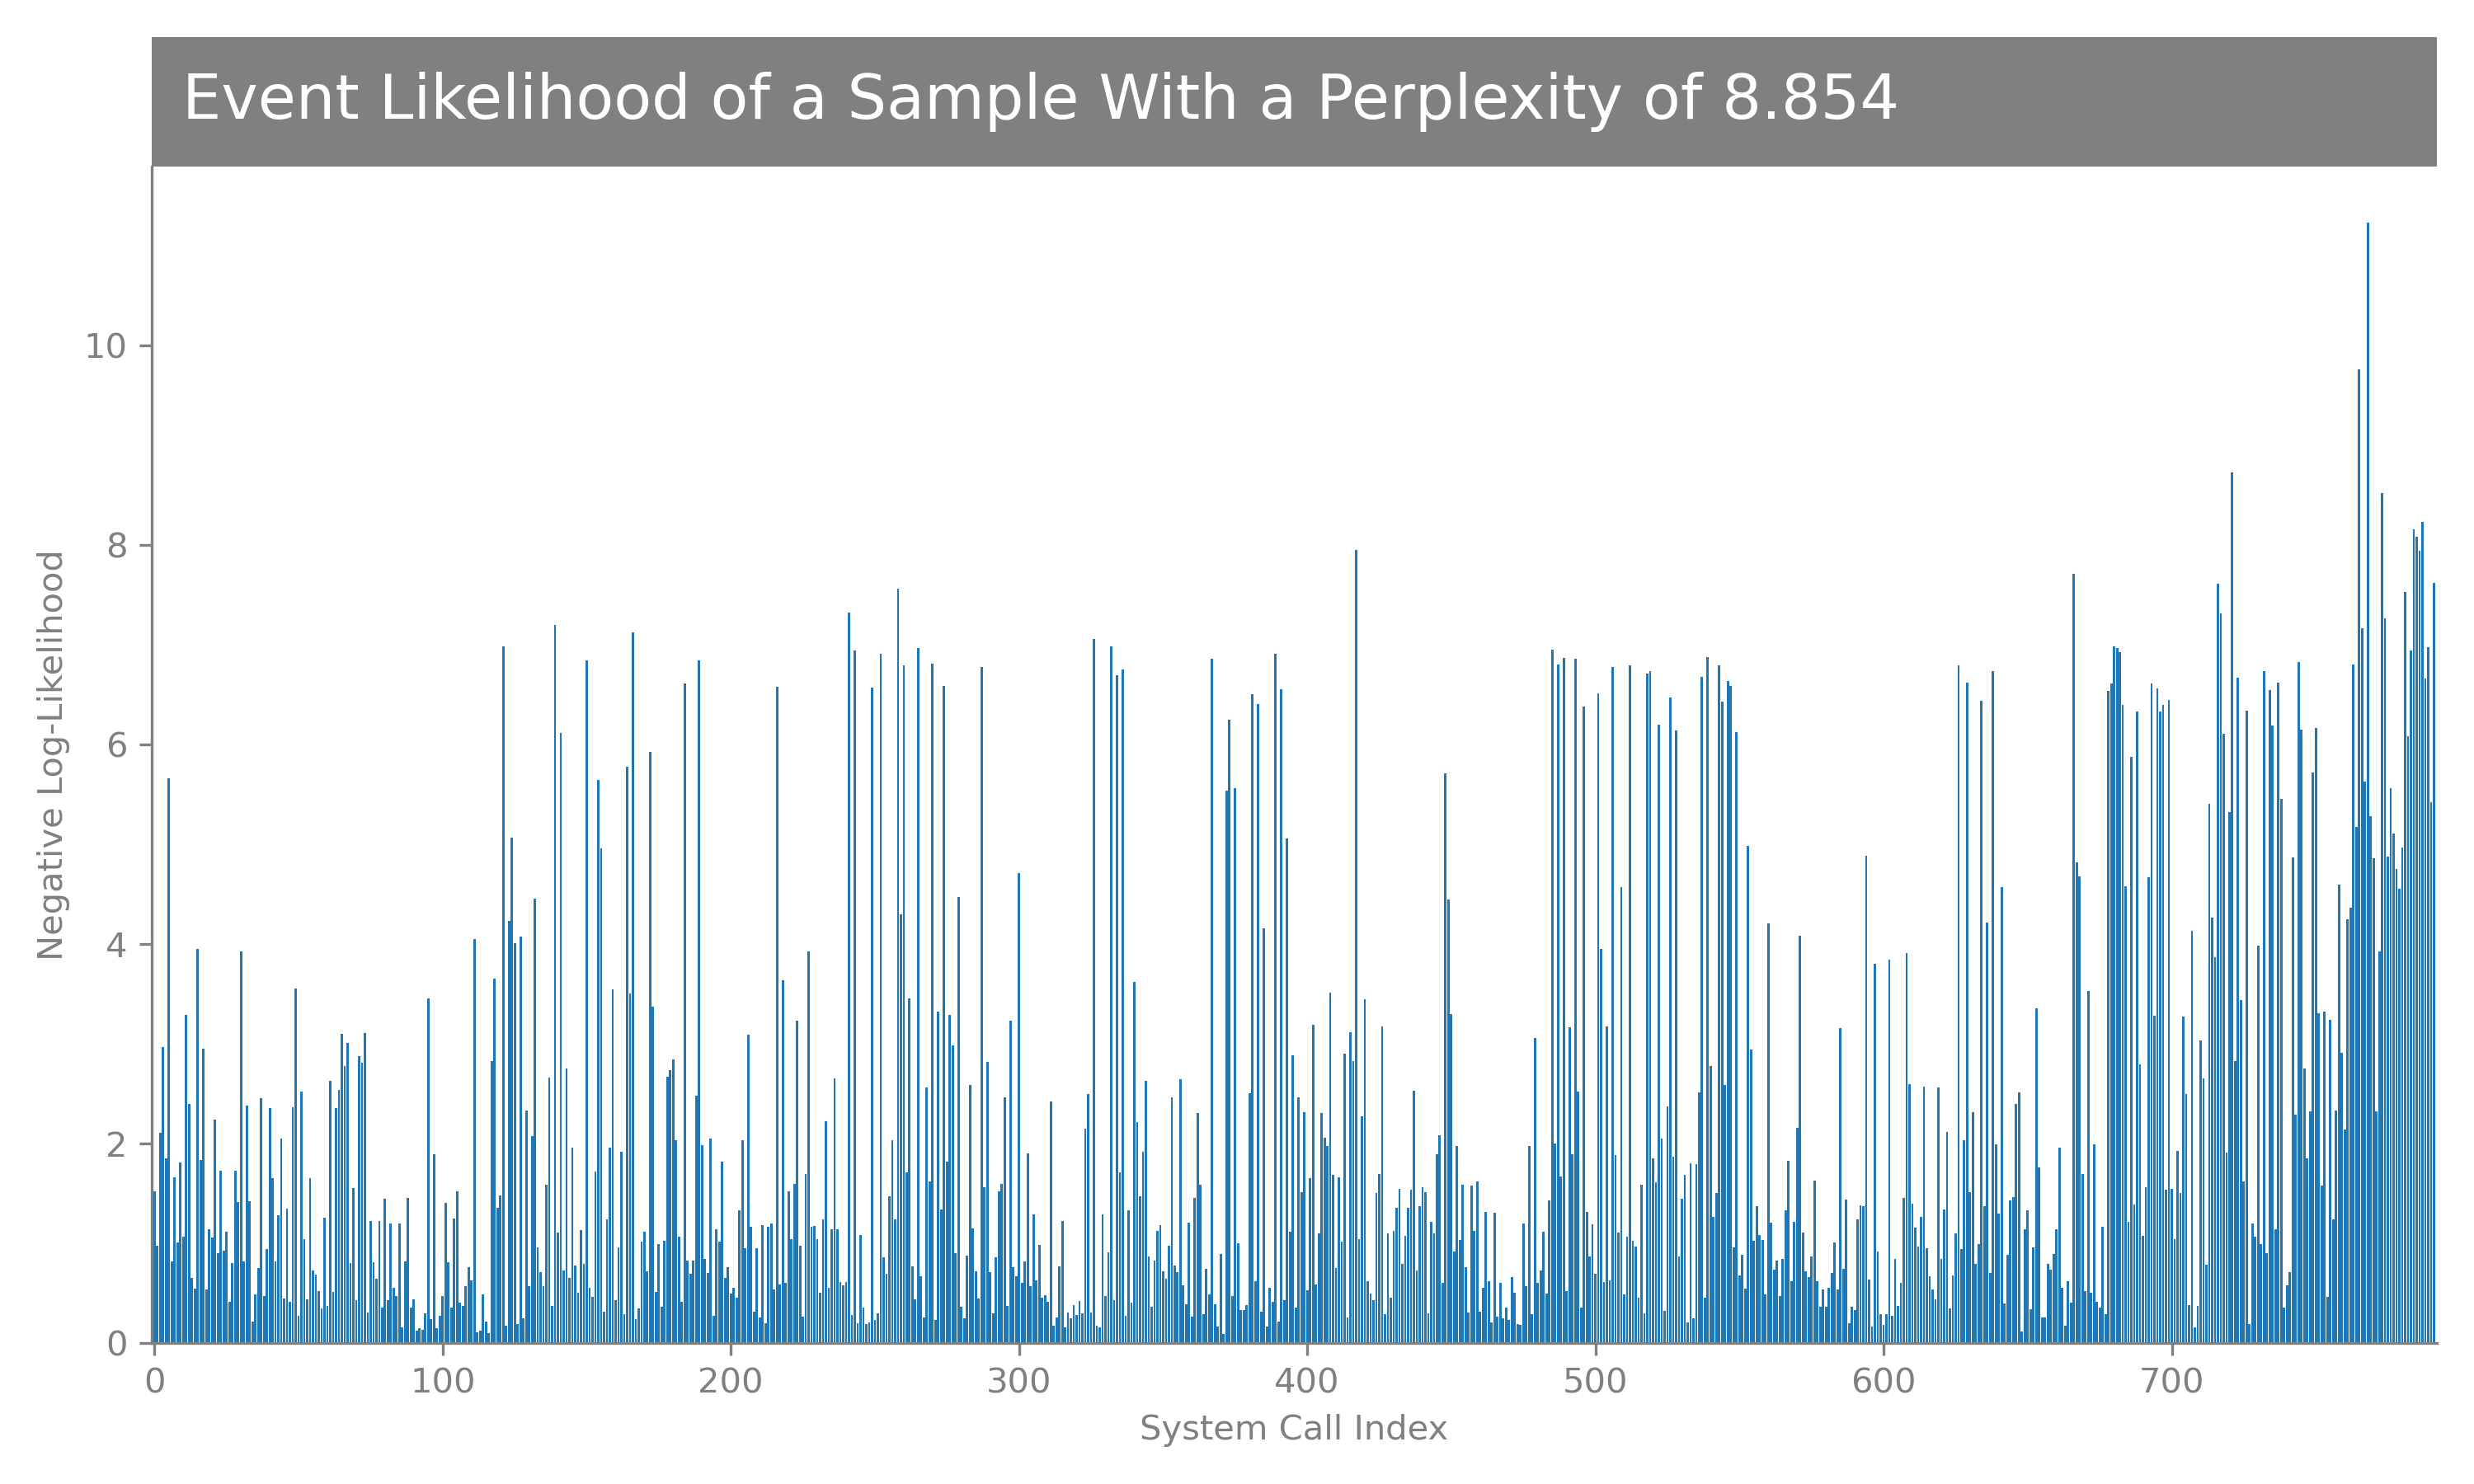 Event Likelihood of a Sample With a Perplexity of 8.854
10
8
6
4
2
0
Negative Log-Likelihood
0 100 200 300 400 500 600 700
System Call Index